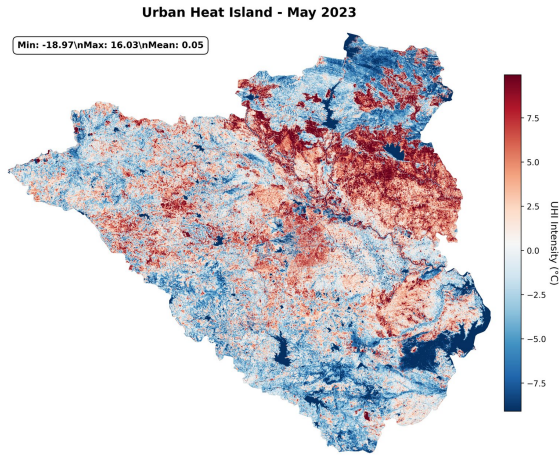 Urban Heat Island - May 2023
Min: -18.97\nMax: 16.03\nMean: 0.05
7.5
5.0
2.5
0.0
−2.5
−5.0
−7.5
UHI Intensity (°C)